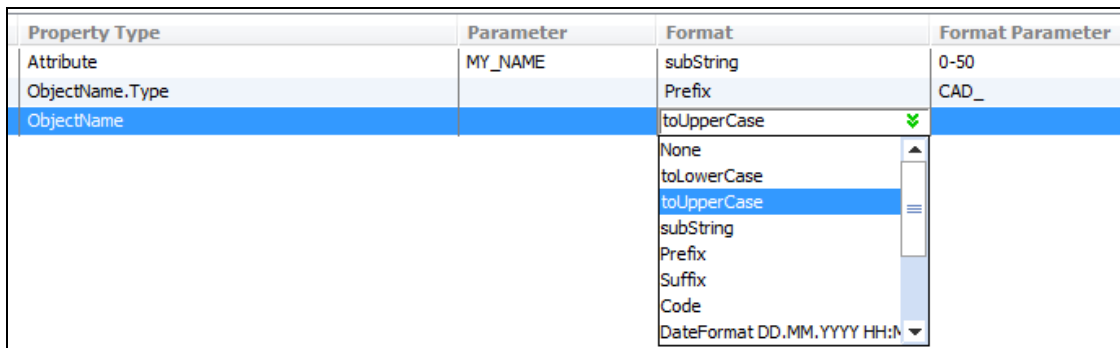 Property Type Parameter Format Format Parameter
Attribute MY_NAME subString 0-50
ObjectName.Type Prefix CAD_
ObjectName toUpperCase
None
toLowerCase
toUpperCase
subString
Prefix
Suffix
Code
DateFormat DD.MM.YYYY